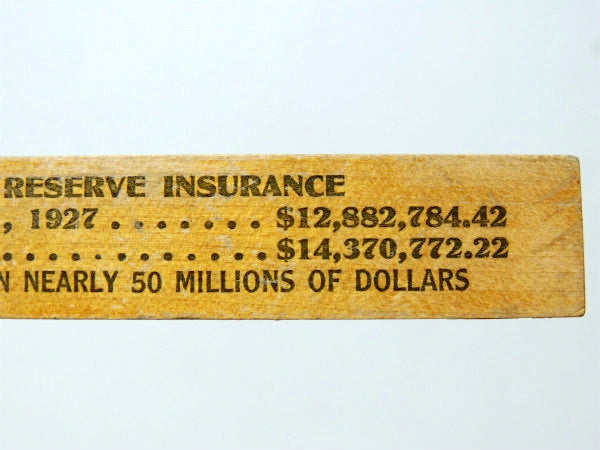 RESERVE INSURANCE
, 1927 . . . . . . . $12,882,784.42
. . . . . . . . . . . . . . $14,370,772.22
N NEARLY 50 MILLIONS OF DOLLARS